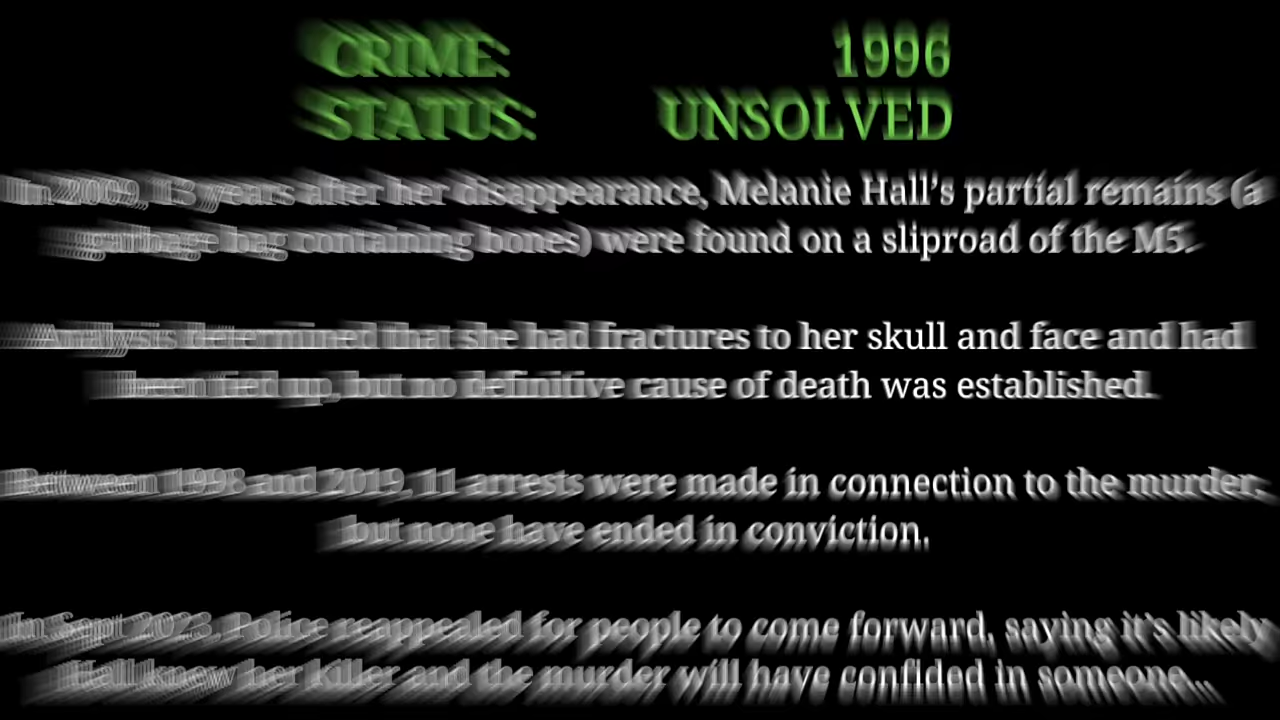 CRIME: 1996
STATUS: UNSOLVED
In 2009, 13 years after her disappearance, Melanie Hall's partial remains (a
garbage bag containing bones) were found on a sliproad of the M5.
Analysis determined that she had fractures to her skull and face and had
been tied up, but no definitive cause of death was established.
Between 1998 and 2019, 11 arrests were made in connection to the murder,
but none have ended in conviction.
In Sept 2023, Police reappealed for people to come forward, saying it's likely
Hall knew her killer and the murder will have confided in someone...